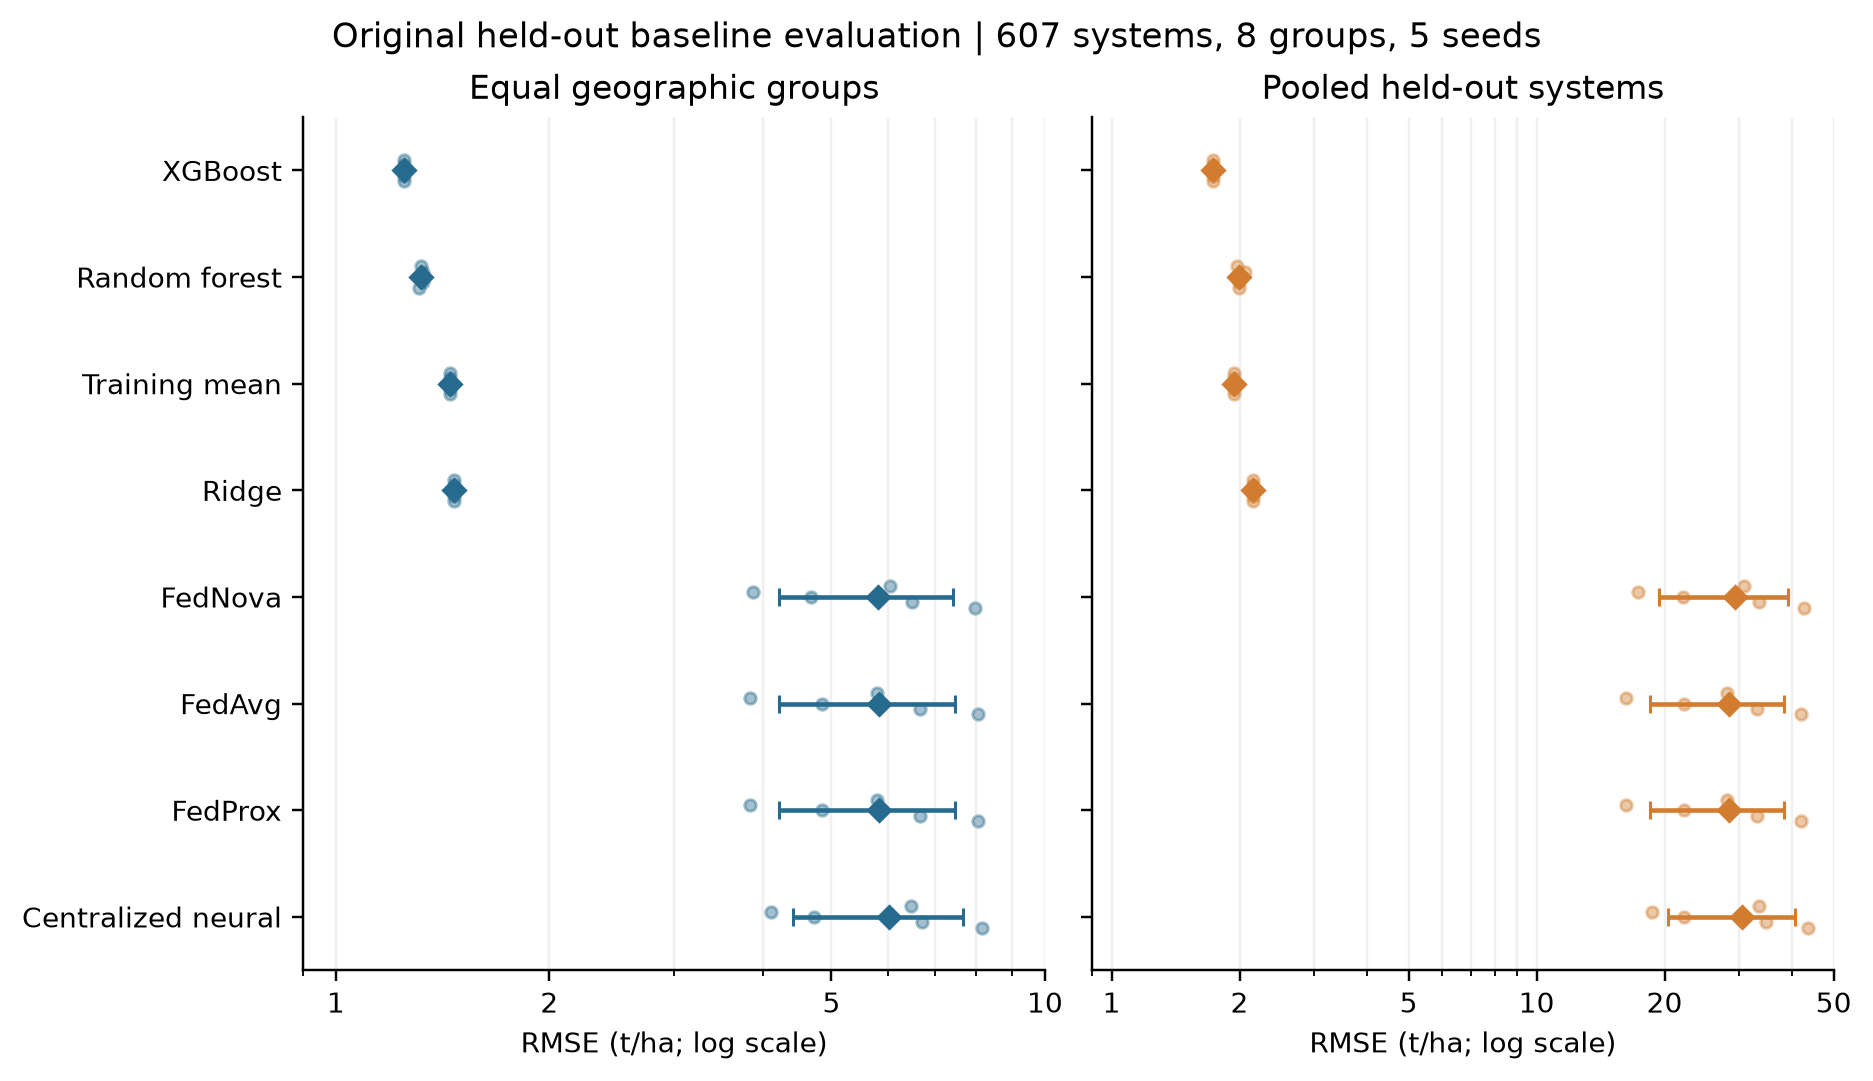 Original held-out baseline evaluation | 607 systems, 8 groups, 5 seeds
Equal geographic groups
Pooled held-out systems
XGBoost
Random forest
Training mean
Ridge
FedNova
FedAvg
FedProx
Centralized neural
1 2 5 10
1 2 5 10 20 50
RMSE (t/ha; log scale)
RMSE (t/ha; log scale)